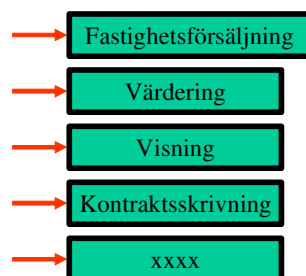 Fastighetsförsäljning
Värdering
Visning
Kontraktsskrivning
xxxx